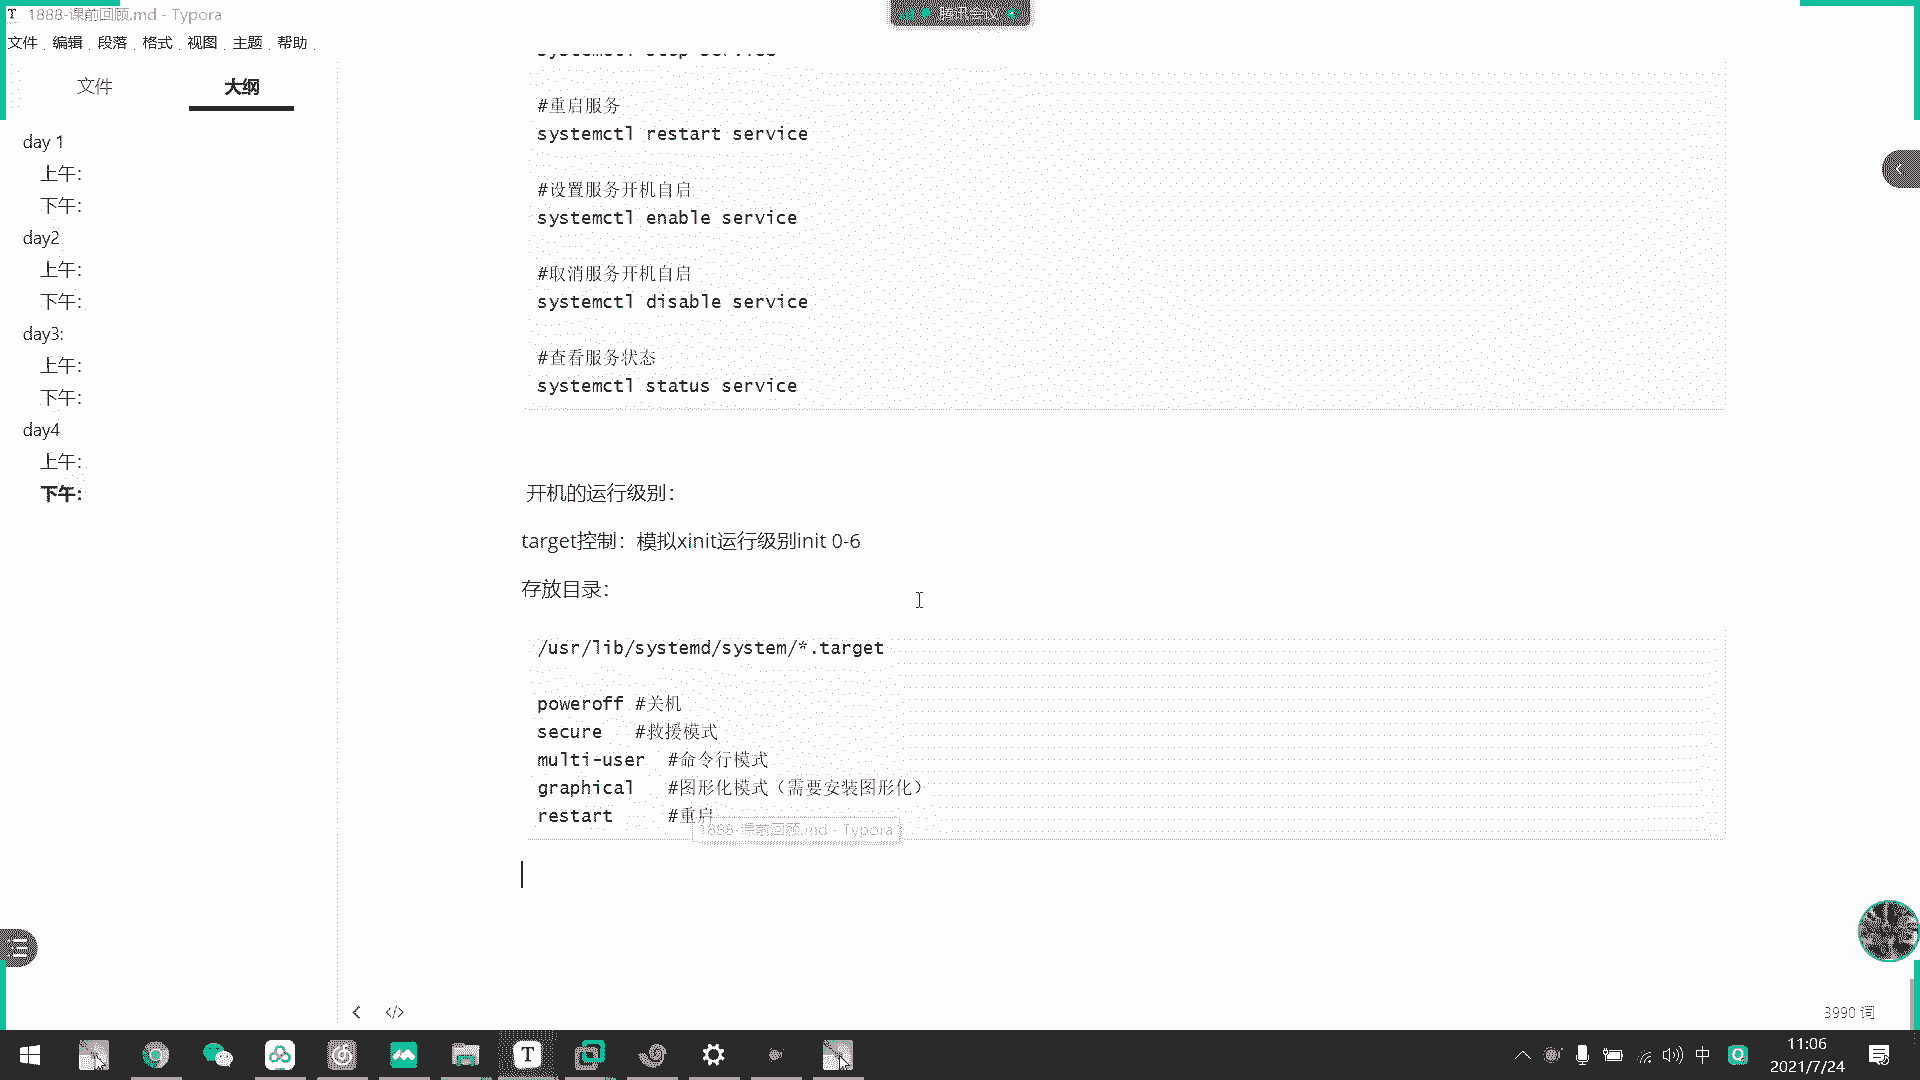 1888-课前回顾.md - Typora
腾讯会议
文件 编辑 段落 格式 视图 主题 帮助
文件 大纲
day 1
上午：
下午：
day2
上午：
下午：
day3:
上午：
下午：
day4
上午：
下午：
#重启服务
systemctl restart service
#设置服务开机自启
systemctl enable service
#取消服务开机自启
systemctl disable service
#查看服务状态
systemctl status service
开机的运行级别：
target控制：模拟xinit运行级别init 0-6
存放目录：
/usr/lib/systemd/system/*.target
poweroff #关机
secure #救援模式
multi-user #命令行模式
graphical #图形化模式（需要安装图形化）
restart #重启
1888-课前回顾.md - Typora
</>
3990 词
T
中
11:06
2021/7/24